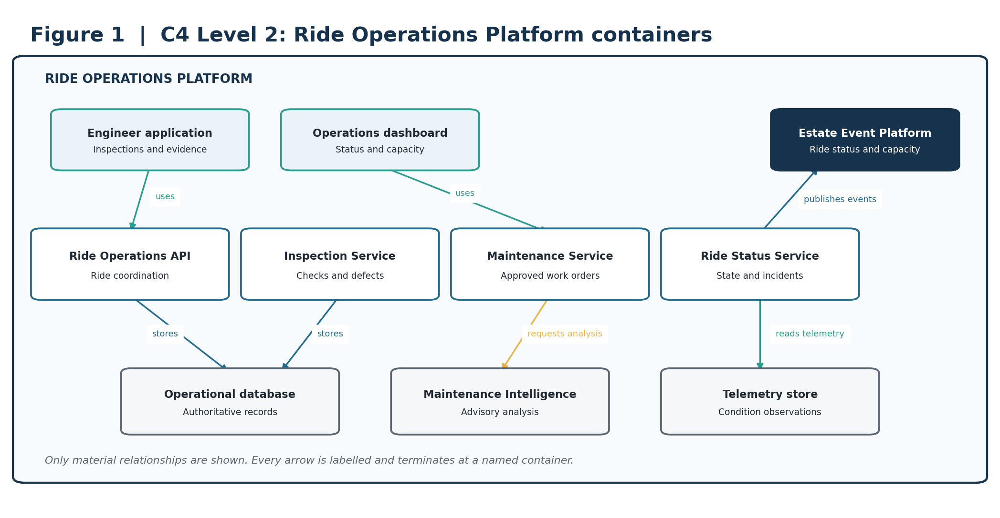 Figure 1 | C4 Level 2: Ride Operations Platform containers
RIDE OPERATIONS PLATFORM
Engineer application
Inspections and evidence
Operations dashboard
Status and capacity
Estate Event Platform
Ride status and capacity
uses
uses
publishes events
Ride Operations API
Ride coordination
Inspection Service
Checks and defects
Maintenance Service
Approved work orders
Ride Status Service
State and incidents
stores
stores
requests analysis
reads telemetry
Operational database
Authoritative records
Maintenance Intelligence
Advisory analysis
Telemetry store
Condition observations
Only material relationships are shown. Every arrow is labelled and terminates at a named container.